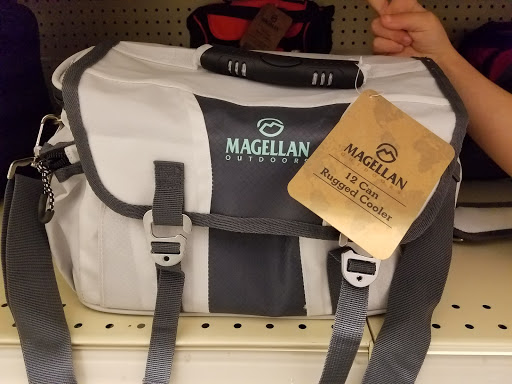 MAGELLAN
OUTDOORS
MAGELLAN
12 Can
Rugged Cooler